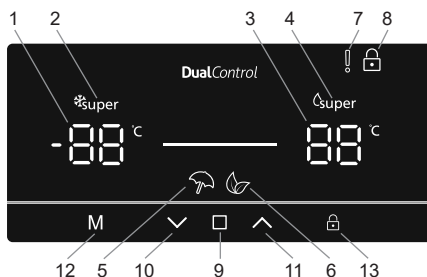 1 2 3 4 7 8
DualControl
super super
-88 °C 88 °C
M
12 5 10 9 11 6 13